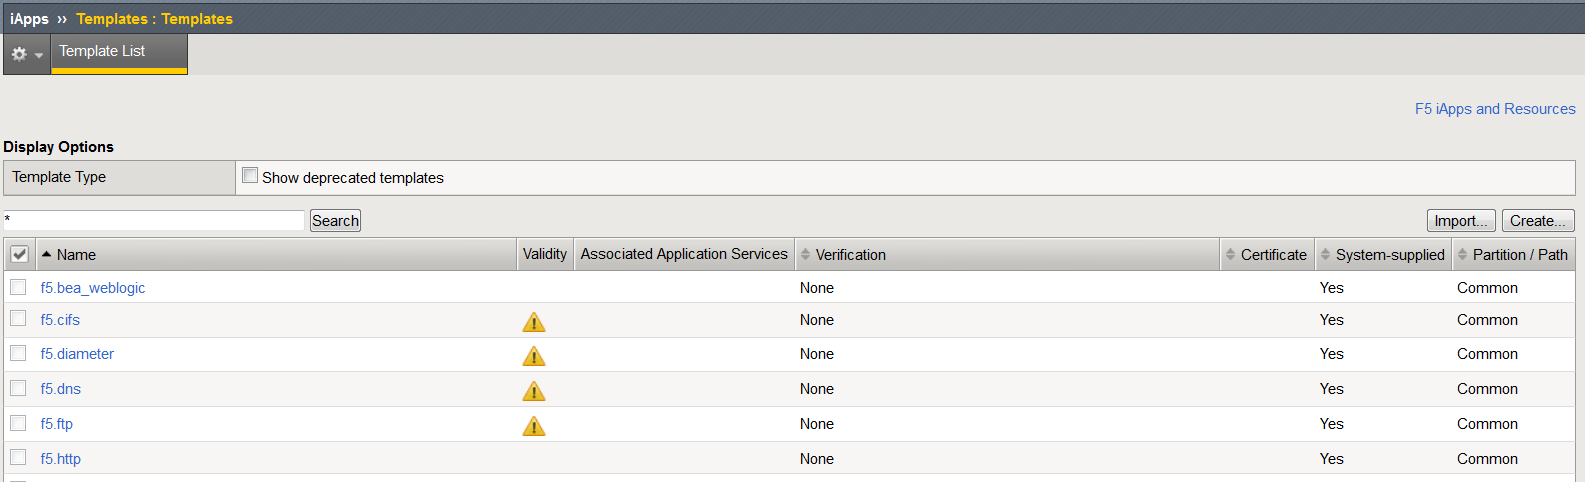 iApps ›› Templates : Templates
Template List
F5 iApps and Resources
Display Options
Template Type Show deprecated templates
* Search Import... Create...
Name Validity Associated Application Services Verification Certificate System-supplied Partition / Path
f5.bea_weblogic None Yes Common
f5.cifs None Yes Common
f5.diameter None Yes Common
f5.dns None Yes Common
f5.ftp None Yes Common
f5.http None Yes Common